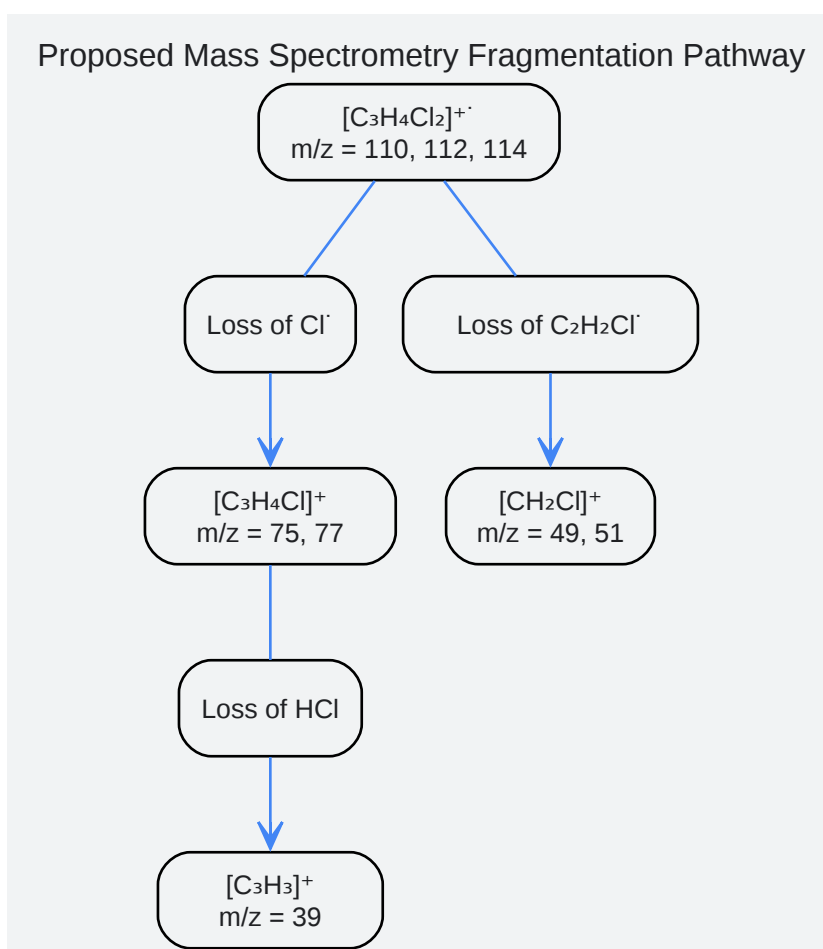 Proposed Mass Spectrometry Fragmentation Pathway
[C₃H₄Cl₂]⁺˙
m/z = 110, 112, 114
Loss of Cl˙
Loss of C₂H₂Cl˙
[C₃H₄Cl]⁺
m/z = 75, 77
[CH₂Cl]⁺
m/z = 49, 51
Loss of HCl
[C₃H₃]⁺
m/z = 39